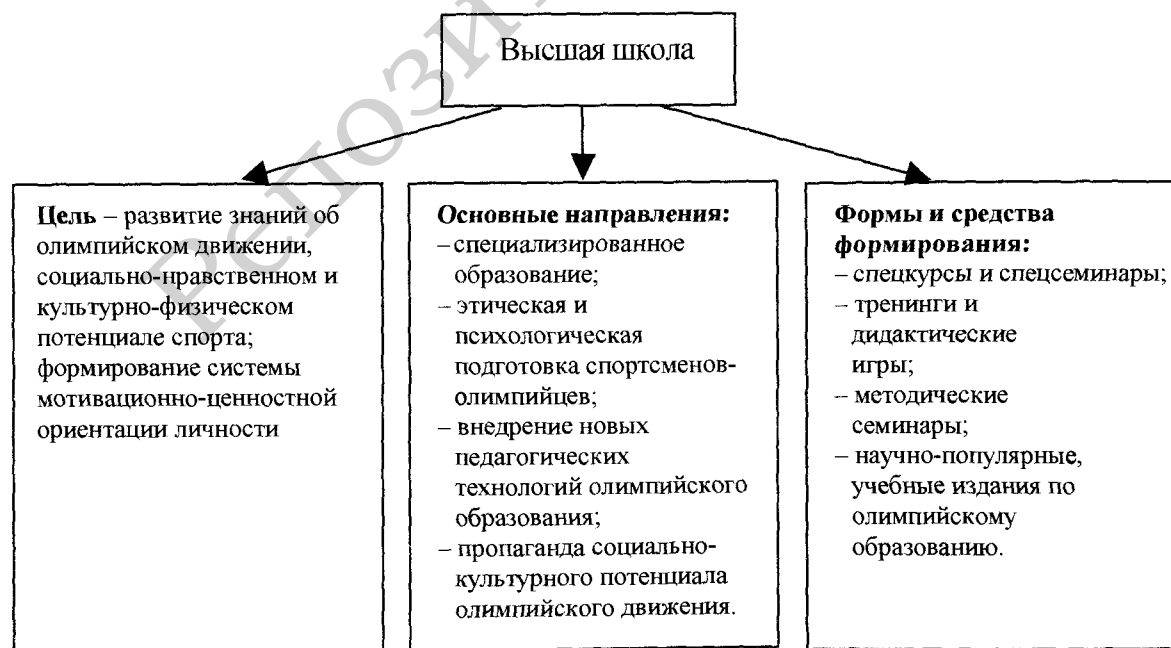 Высшая школа
Цель – развитие знаний об
олимпийском движении,
социально-нравственном и
культурно-физическом
потенциале спорта;
формирование системы
мотивационно-ценностной
ориентации личности
Основные направления:
– специализированное
образование;
– этическая и
психологическая
подготовка спортсменов-
олимпийцев;
– внедрение новых
педагогических
технологий олимпийского
образования;
– пропаганда социально-
культурного потенциала
олимпийского движения.
Формы и средства
формирования:
– спецкурсы и спецсеминары;
– тренинги и
дидактические
игры;
– методические
семинары;
– научно-популярные,
учебные издания по
олимпийскому
образованию.